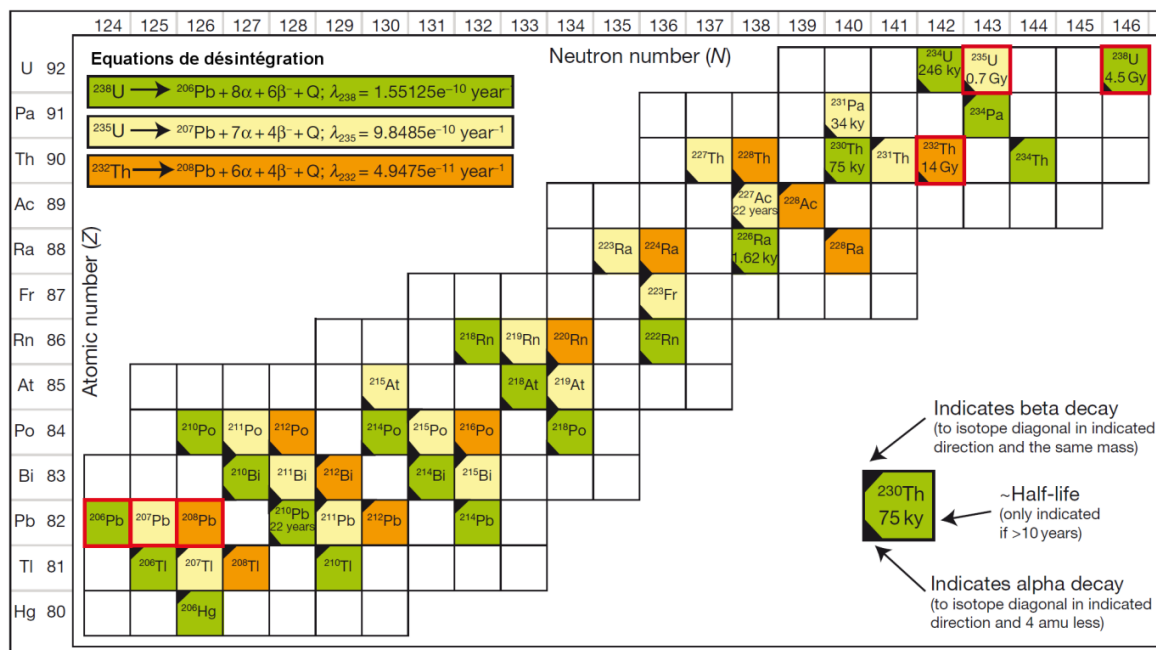 124 125 126 127 128 129 130 131 132 133 134 135 136 137 138 139 140 141 142 143 144 145 146
Neutron number (N)
Atomic number (Z)
Equations de désintégration
²³⁸U → ²⁰⁶Pb + 8α + 6β⁻ + Q; λ₂₃₈ = 1.55125e⁻¹⁰ year⁻
²³⁵U → ²⁰⁷Pb + 7α + 4β⁻ + Q; λ₂₃₅ = 9.8485e⁻¹⁰ year⁻¹
²³²Th → ²⁰⁸Pb + 6α + 4β⁻ + Q; λ₂₃₂ = 4.9475e⁻¹¹ year⁻¹
U 92 ²³⁴U 246 ky ²³⁵U 0.7 Gy ²³⁸U 4.5 Gy
Pa 91 ²³¹Pa 34 ky ²³⁴Pa
Th 90 ²²⁷Th ²²⁸Th ²³⁰Th 75 ky ²³¹Th ²³²Th 14 Gy ²³⁴Th
Ac 89 ²²⁷Ac 22 years ²²⁸Ac
Ra 88 ²²³Ra ²²⁴Ra ²²⁶Ra 1.62 ky ²²⁸Ra
Fr 87 ²²³Fr
Rn 86 ²¹⁸Rn ²¹⁹Rn ²²⁰Rn ²²²Rn
At 85 ²¹⁵At ²¹⁸At ²¹⁹At
Po 84 ²¹⁰Po ²¹¹Po ²¹²Po ²¹⁴Po ²¹⁵Po ²¹⁶Po ²¹⁸Po
Bi 83 ²¹⁰Bi ²¹¹Bi ²¹²Bi ²¹⁴Bi ²¹⁵Bi
Pb 82 ²⁰⁶Pb ²⁰⁷Pb ²⁰⁸Pb ²¹⁰Pb 22 years ²¹¹Pb ²¹²Pb ²¹⁴Pb
Tl 81 ²⁰⁶Tl ²⁰⁷Tl ²⁰⁸Tl ²¹⁰Tl
Hg 80 ²⁰⁶Hg
Indicates beta decay
(to isotope diagonal in indicated
direction and the same mass)
²³⁰Th
75 ky
~Half-life
(only indicated
if >10 years)
Indicates alpha decay
(to isotope diagonal in indicated
direction and 4 amu less)